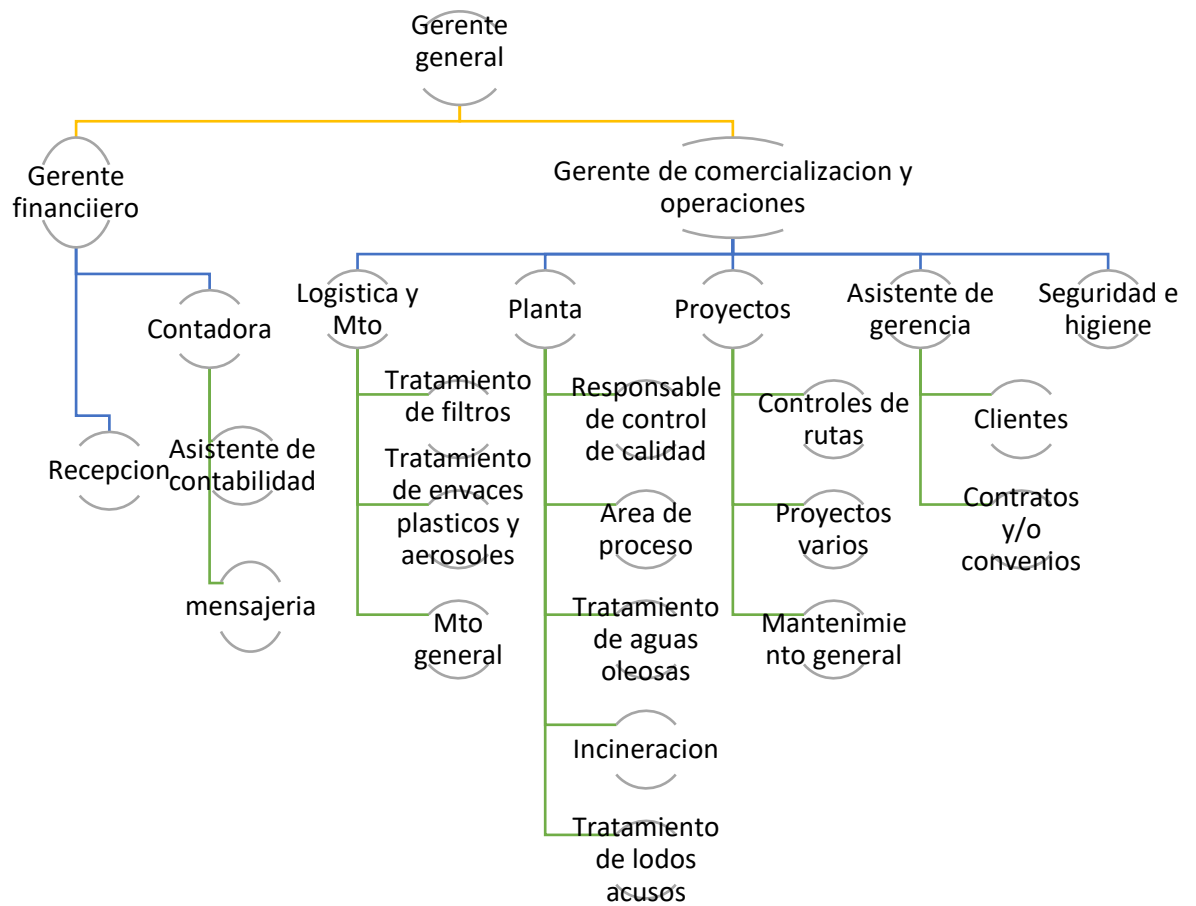 Gerente
general
Gerente
financiiero
Gerente de comercializacion y
operaciones
Contadora
Recepcion
Asistente de
contabilidad
mensajeria
Logistica y
Mto
Tratamiento
de filtros
Tratamiento
de envaces
plasticos y
aerosoles
Mto
general
Planta
Responsable
de control
de calidad
Area de
proceso
Tratamiento
de aguas
oleosas
Incineracion
Tratamiento
de lodos
acusos
Proyectos
Controles de
rutas
Proyectos
varios
Mantenimie
nto general
Asistente de
gerencia
Clientes
Contratos
y/o
convenios
Seguridad e
higiene